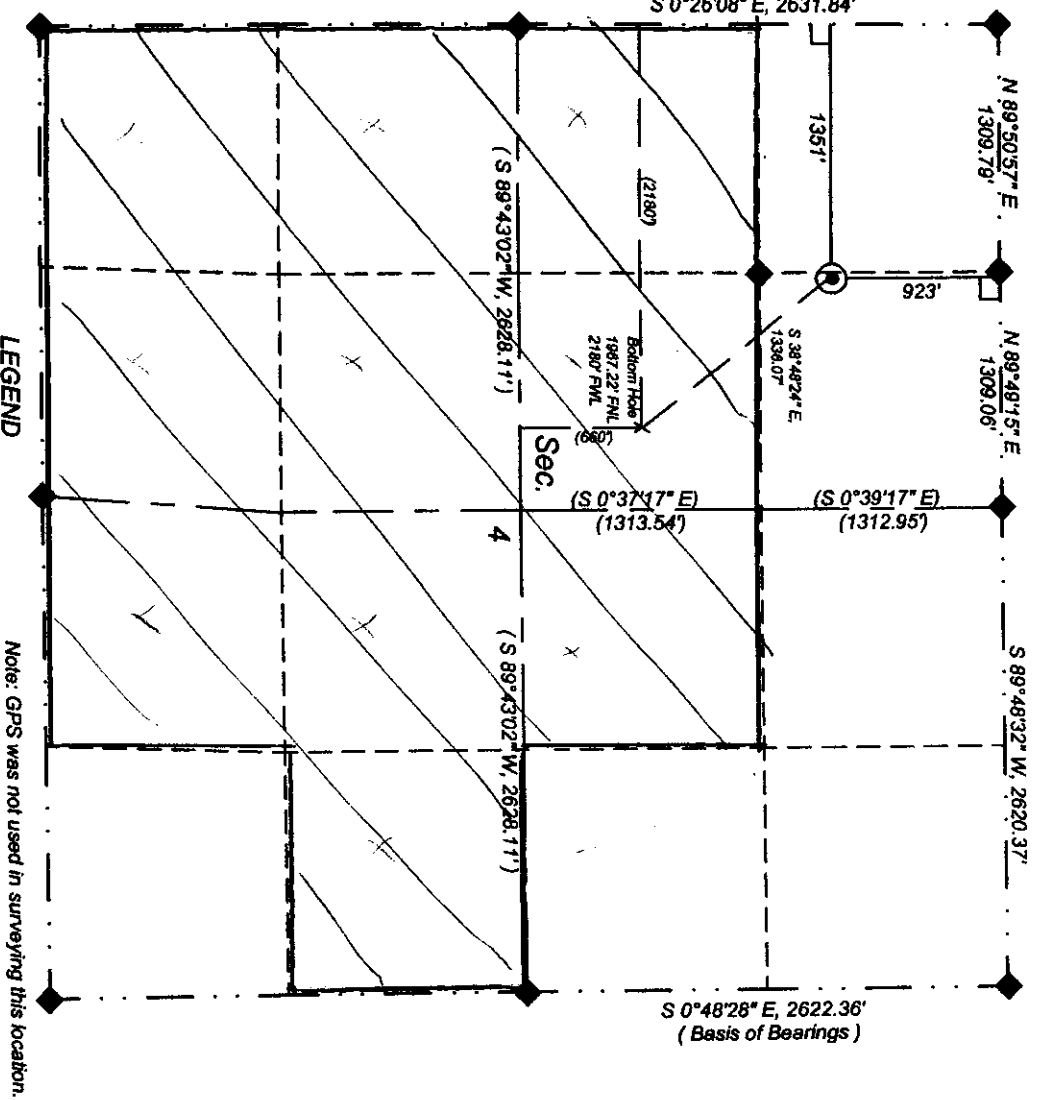 S 0°26'08" E, 2631.84'
N 89°50'57" E
1309.79'
N 89°49'15" E
1309.06'
S 89°48'32" W, 2620.37'
1351'
923'
S 38°48'24" E,
1336.07'
(2180')
Bottom Hole
1967.22' FNL
2180' FWL
(660')
( S 89°43'02" W, 2628.11' )
Sec.
4
(S 0°37'17" E)
(1313.54')
(S 0°39'17" E)
(1312.95')
( S 89°43'02" W, 2628.11' )
S 0°48'28" E, 2622.36'
( Basis of Bearings )
LEGEND
Note: GPS was not used in surveying this location.